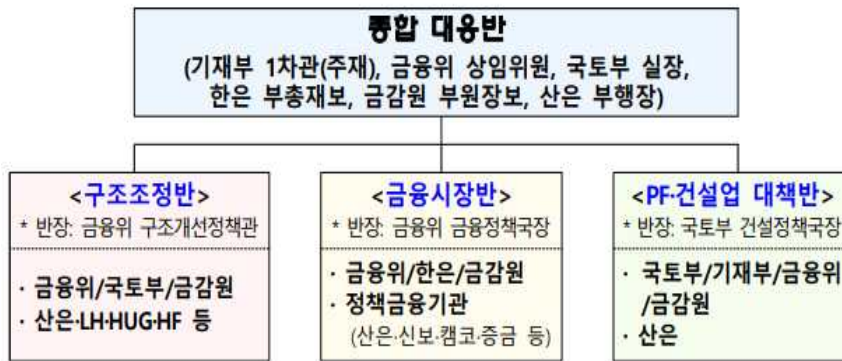 종합 대응반
(기재부 1차관(주재), 금융위 상임위원, 국토부 실장,
한은 부총재보, 금감원 부원장보, 산은 부행장)
<구조조정반>
* 반장: 금융위 구조개선정책관
· 금융위/국토부/금감원
· 산은·LH·HUG·HF 등
<금융시장반>
* 반장: 금융위 금융정책국장
· 금융위/한은/금감원
· 정책금융기관
(산은·신보·캠코·증금 등)
<PF·건설업 대책반>
* 반장: 국토부 건설정책국장
· 국토부/기재부/금융위
/금감원
· 산은